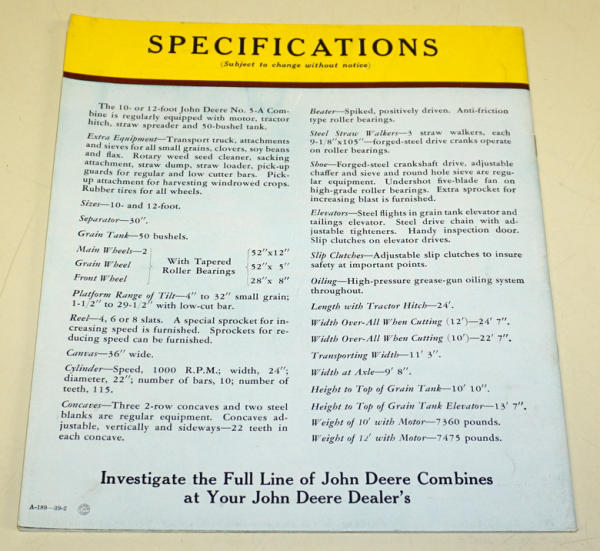 SPECIFICATIONS
(Subject to change without notice)
The 10- or 12-foot John Deere No. 5-A Com-
bine is regularly equipped with motor, tractor
hitch, straw spreader and 50-bushel tank.
Extra Equipment—Transport truck, attachments
and sieves for all small grains, clovers, soy beans
and flax. Rotary weed seed cleaner, sacking
attachment, straw dump, straw loader, pick-up
guards for regular and low cutter bars. Pick-
up attachment for harvesting windrowed crops.
Rubber tires for all wheels.
Sizes—10- and 12-foot.
Separator—30".
Grain Tank—50 bushels.
Main Wheels—2
Grain Wheel
Front Wheel
With Tapered
Roller Bearings
52"x12"
52"x 5"
28"x 8"
Platform Range of Tilt—4" to 32" small grain;
1-1/2" to 29-1/2" with low-cut bar.
Reel—4, 6 or 8 slats. A special sprocket for in-
creasing speed is furnished. Sprockets for re-
ducing speed can be furnished.
Canvas—36" wide.
Cylinder—Speed, 1000 R.P.M.; width, 24";
diameter, 22"; number of bars, 10; number of
teeth, 115.
Concaves—Three 2-row concaves and two steel
blanks are regular equipment. Concaves ad-
justable, vertically and sideways—22 teeth in
each concave.
Beater—Spiked, positively driven. Anti-friction
type roller bearings.
Steel Straw Walkers—3 straw walkers, each
9-1/8"x105"—forged-steel drive cranks operate
on roller bearings.
Shoe—Forged-steel crankshaft drive, adjustable
chaffer and sieve and round hole sieve are regu-
lar equipment. Undershot five-blade fan on
high-grade roller bearings. Extra sprocket for
increasing blast is furnished.
Elevators—Steel flights in grain tank elevator and
tailings elevator. Steel drive chain with ad-
justable tighteners. Handy inspection door.
Slip clutches on elevator drives.
Slip Clutches—Adjustable slip clutches to insure
safety at important points.
Oiling—High-pressure grease-gun oiling system
throughout.
Length with Tractor Hitch—24'.
Width Over-All When Cutting (12')—24' 7".
Width Over-All When Cutting (10')—22' 7".
Transporting Width—11' 3".
Width at Axle—9' 8".
Height to Top of Grain Tank—10' 10".
Height to Top of Grain Tank Elevator—13' 7".
Weight of 10' with Motor—7360 pounds.
Weight of 12' with Motor—7475 pounds.
Investigate the Full Line of John Deere Combines
at Your John Deere Dealer's
A-189—39-2